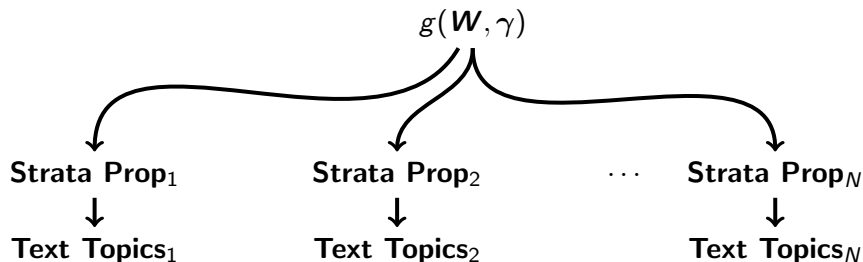 g(W, γ)
Strata Prop₁ Strata Prop₂ ··· Strata Propₙ
Text Topics₁ Text Topics₂ Text Topicsₙ